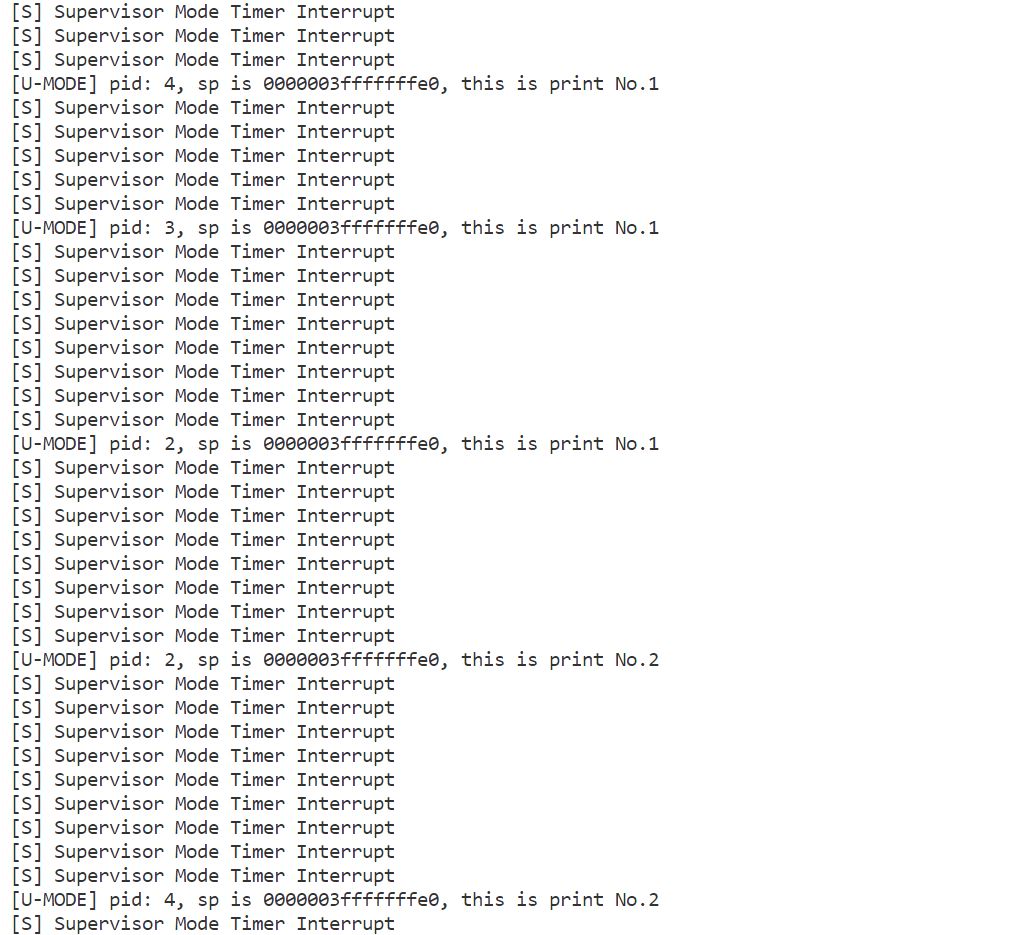 [S] Supervisor Mode Timer Interrupt
[S] Supervisor Mode Timer Interrupt
[S] Supervisor Mode Timer Interrupt
[U-MODE] pid: 4, sp is 0000003fffffffe0, this is print No.1
[S] Supervisor Mode Timer Interrupt
[S] Supervisor Mode Timer Interrupt
[S] Supervisor Mode Timer Interrupt
[S] Supervisor Mode Timer Interrupt
[S] Supervisor Mode Timer Interrupt
[U-MODE] pid: 3, sp is 0000003fffffffe0, this is print No.1
[S] Supervisor Mode Timer Interrupt
[S] Supervisor Mode Timer Interrupt
[S] Supervisor Mode Timer Interrupt
[S] Supervisor Mode Timer Interrupt
[S] Supervisor Mode Timer Interrupt
[S] Supervisor Mode Timer Interrupt
[S] Supervisor Mode Timer Interrupt
[S] Supervisor Mode Timer Interrupt
[U-MODE] pid: 2, sp is 0000003fffffffe0, this is print No.1
[S] Supervisor Mode Timer Interrupt
[S] Supervisor Mode Timer Interrupt
[S] Supervisor Mode Timer Interrupt
[S] Supervisor Mode Timer Interrupt
[S] Supervisor Mode Timer Interrupt
[S] Supervisor Mode Timer Interrupt
[S] Supervisor Mode Timer Interrupt
[S] Supervisor Mode Timer Interrupt
[U-MODE] pid: 2, sp is 0000003fffffffe0, this is print No.2
[S] Supervisor Mode Timer Interrupt
[S] Supervisor Mode Timer Interrupt
[S] Supervisor Mode Timer Interrupt
[S] Supervisor Mode Timer Interrupt
[S] Supervisor Mode Timer Interrupt
[S] Supervisor Mode Timer Interrupt
[S] Supervisor Mode Timer Interrupt
[S] Supervisor Mode Timer Interrupt
[S] Supervisor Mode Timer Interrupt
[U-MODE] pid: 4, sp is 0000003fffffffe0, this is print No.2
[S] Supervisor Mode Timer Interrupt